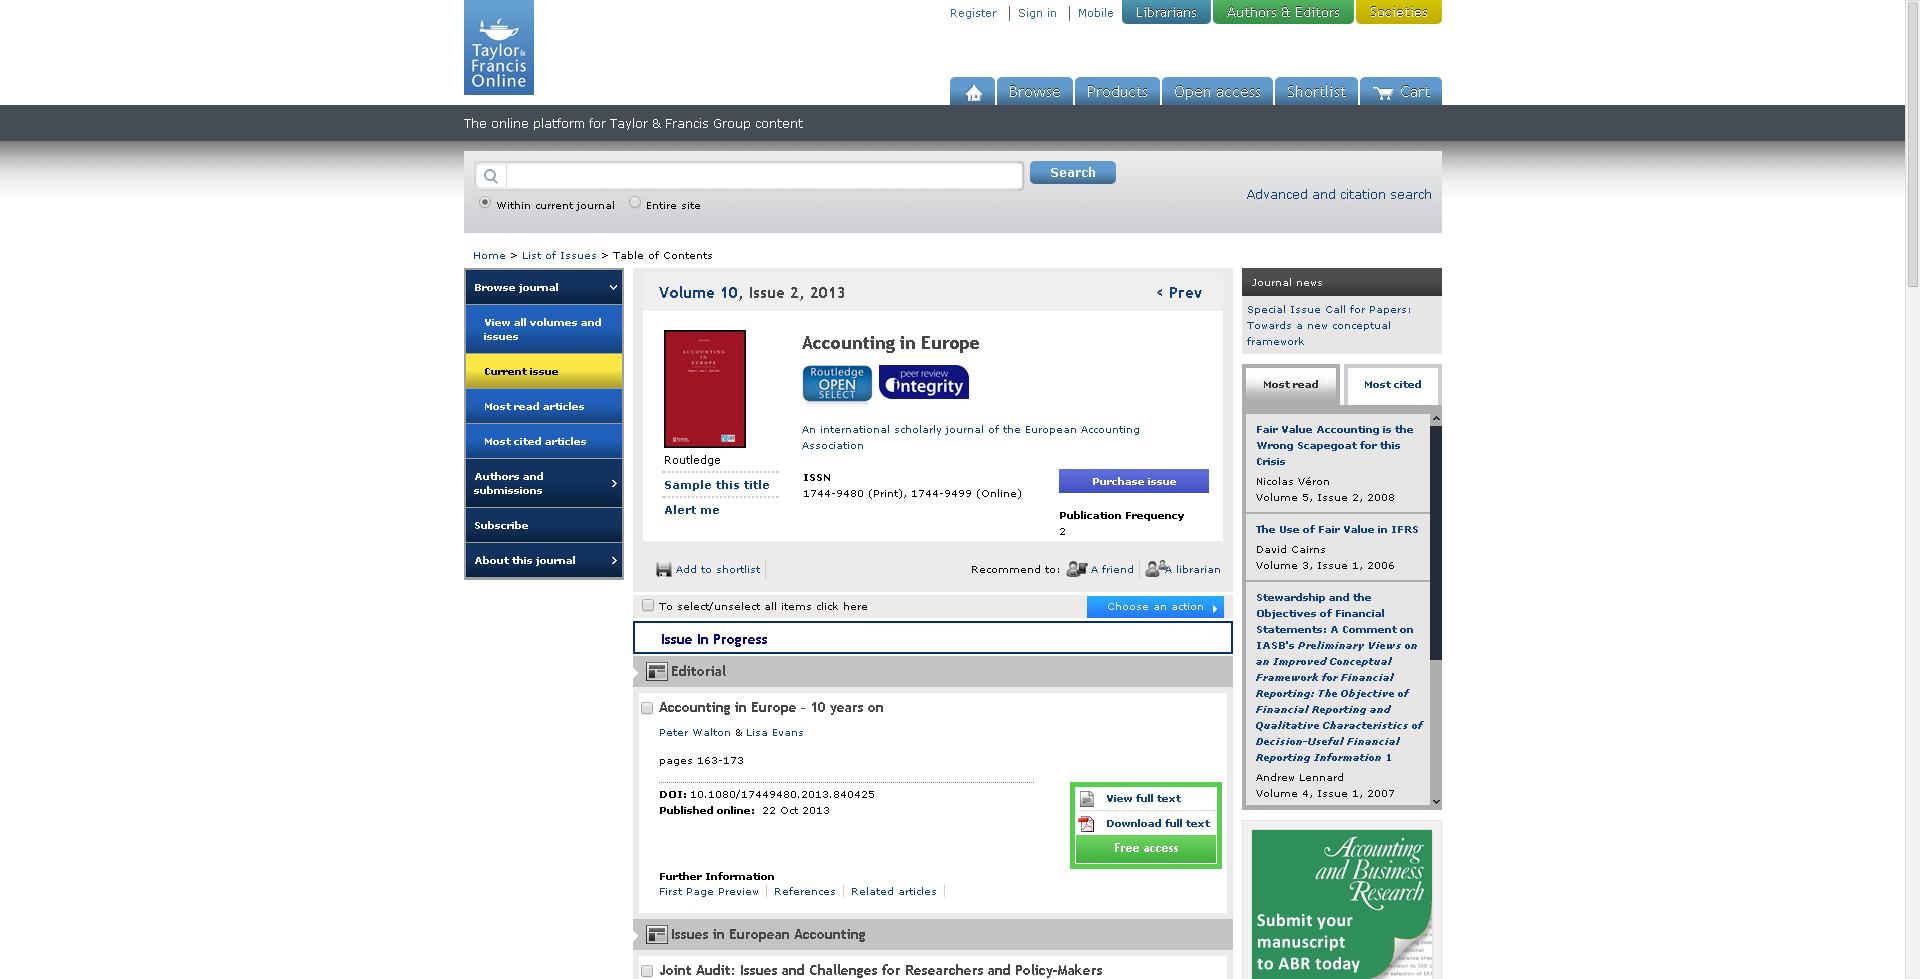 Taylor &
Francis
Online
Register
Sign in
Mobile
Librarians
Authors & Editors
Societies
Browse
Products
Open access
Shortlist
Cart
The online platform for Taylor & Francis Group content
Search
Within current journal
Entire site
Advanced and citation search
Home > List of Issues > Table of Contents
Browse journal
View all volumes and
issues
Current issue
Most read articles
Most cited articles
Authors and
submissions
Subscribe
About this journal
Volume 10, Issue 2, 2013
< Prev
ACCOUNTING
IN
EUROPE
Routledge
Sample this title
Alert me
Accounting in Europe
Routledge
OPEN
SELECT
peer review
integrity
An international scholarly journal of the European Accounting
Association
ISSN
1744-9480 (Print), 1744-9499 (Online)
Purchase issue
Publication Frequency
2
Add to shortlist
Recommend to:
A friend
A librarian
To select/unselect all items click here
Choose an action
Issue In Progress
Editorial
Accounting in Europe – 10 years on
Peter Walton & Lisa Evans
pages 163-173
DOI: 10.1080/17449480.2013.840425
Published online: 22 Oct 2013
View full text
Download full text
Free access
Further Information
First Page Preview
References
Related articles
Issues in European Accounting
Joint Audit: Issues and Challenges for Researchers and Policy-Makers
Journal news
Special Issue Call for Papers:
Towards a new conceptual
framework
Most read
Most cited
Fair Value Accounting is the
Wrong Scapegoat for this
Crisis
Nicolas Véron
Volume 5, Issue 2, 2008
The Use of Fair Value in IFRS
David Cairns
Volume 3, Issue 1, 2006
Stewardship and the
Objectives of Financial
Statements: A Comment on
IASB's Preliminary Views on
an Improved Conceptual
Framework for Financial
Reporting: The Objective of
Financial Reporting and
Qualitative Characteristics of
Decision-Useful Financial
Reporting Information 1
Andrew Lennard
Volume 4, Issue 1, 2007
Accounting
and Business
Research
Submit your
manuscript
to ABR today